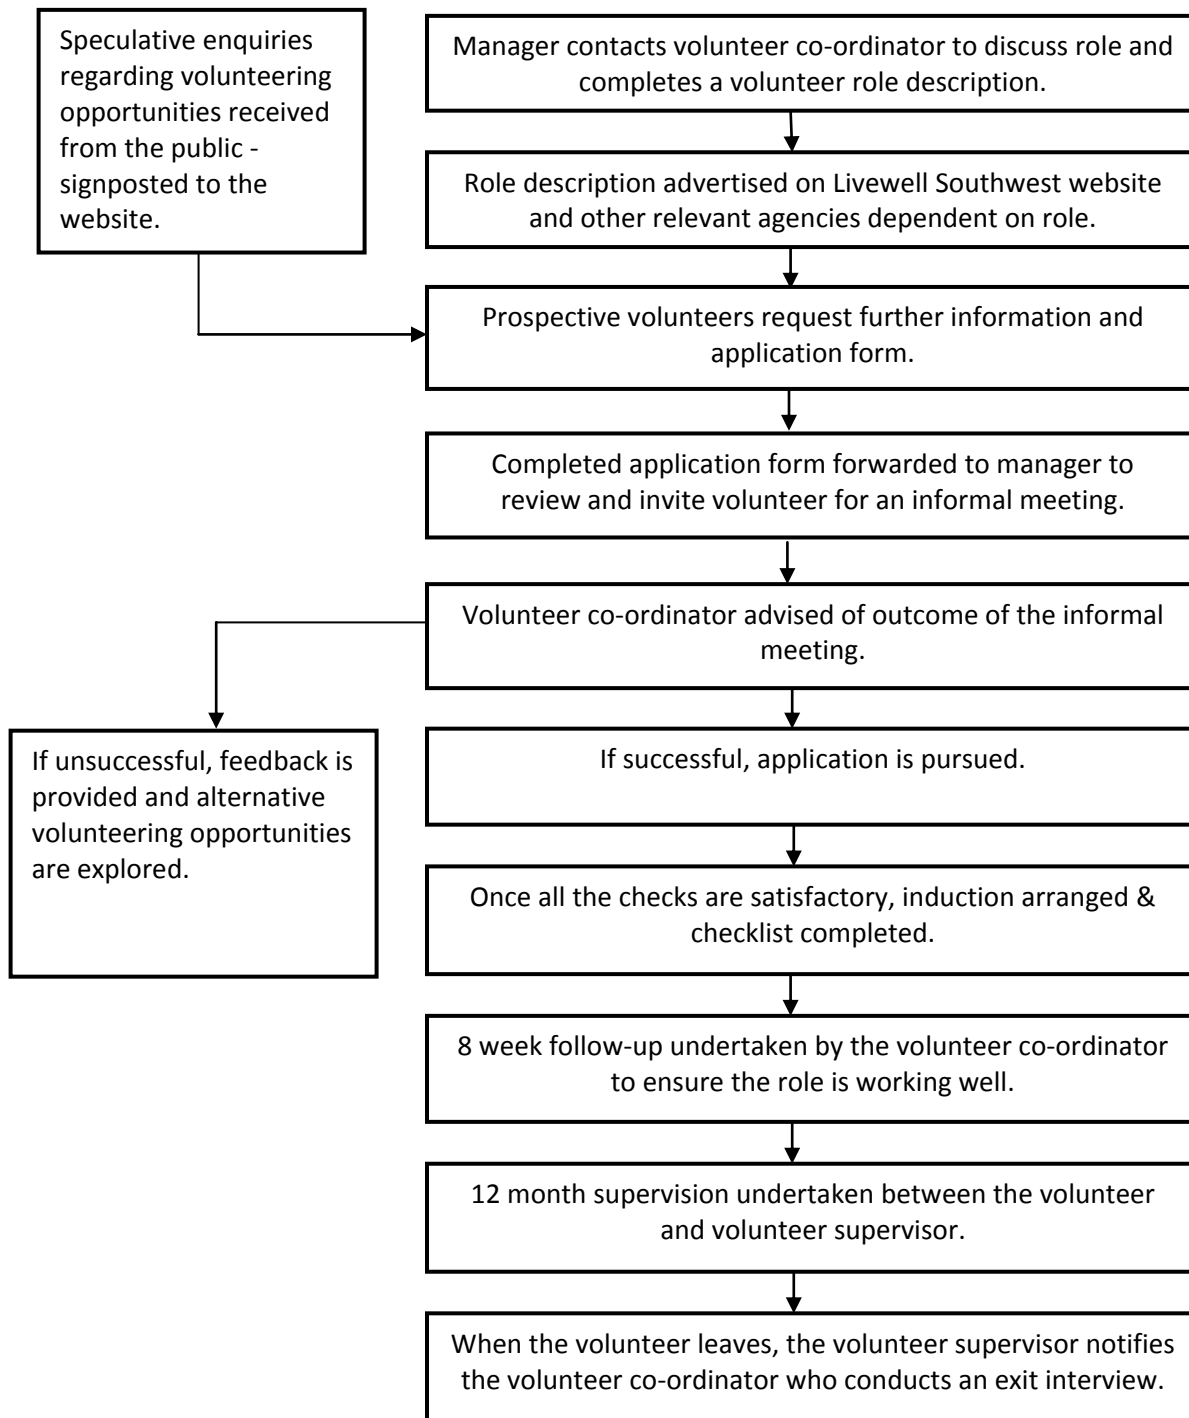 Speculative enquiries
regarding volunteering
opportunities received
from the public -
signposted to the
website.
Manager contacts volunteer co-ordinator to discuss role and
completes a volunteer role description.
Role description advertised on Livewell Southwest website
and other relevant agencies dependent on role.
Prospective volunteers request further information and
application form.
Completed application form forwarded to manager to
review and invite volunteer for an informal meeting.
Volunteer co-ordinator advised of outcome of the informal
meeting.
If unsuccessful, feedback is
provided and alternative
volunteering opportunities
are explored.
If successful, application is pursued.
Once all the checks are satisfactory, induction arranged &
checklist completed.
8 week follow-up undertaken by the volunteer co-ordinator
to ensure the role is working well.
12 month supervision undertaken between the volunteer
and volunteer supervisor.
When the volunteer leaves, the volunteer supervisor notifies
the volunteer co-ordinator who conducts an exit interview.